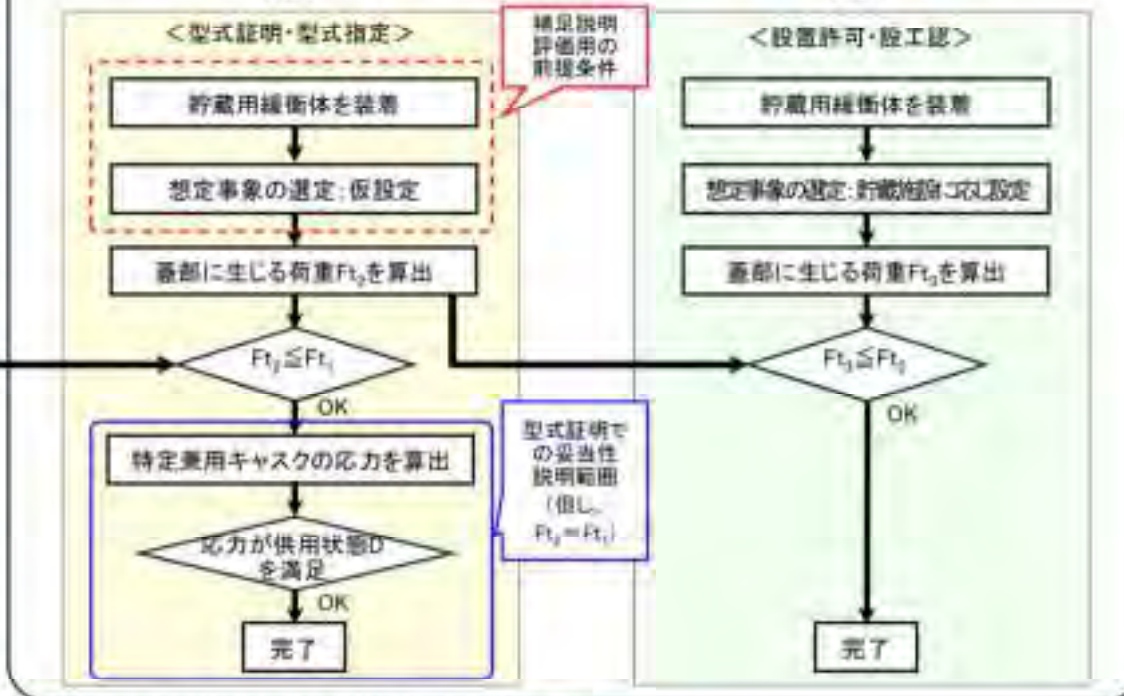 <型式証明・型式指定>
補足説明
評価用の
前提条件
貯蔵用緩衝体を装着
想定事象の選定:仮設定
蓋部に生じる荷重Ft₂を算出
Ft₂≦Ft₁
OK
型式証明で
の妥当性
説明範囲
(但し、
Ft₂=Ft₁)
特定兼用キャスクの応力を算出
応力が供用状態D
を満足
OK
完了
<設置許可・設工認>
貯蔵用緩衝体を装着
想定事象の選定:貯蔵施設に応じ設定
蓋部に生じる荷重Ft₃を算出
Ft₃≦Ft₂
OK
完了